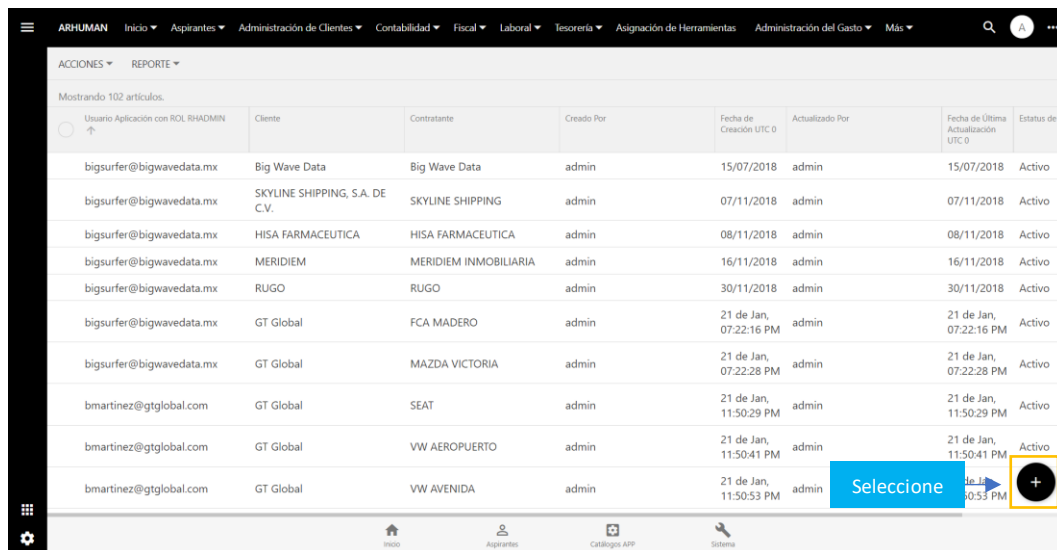 ARHUMAN Inicio Aspirantes Administración de Clientes Contabilidad Fiscal Laboral Tesorería Asignación de Herramientas Administración del Gasto Más A
ACCIONES REPORTE
Mostrando 102 artículos.
Usuario Aplicación con ROL RHADMIN Cliente Contratante Creado Por Fecha de Creación UTC 0 Actualizado Por Fecha de Última Actualización UTC 0 Estatus de
bigsurfer@bigwavedata.mx Big Wave Data Big Wave Data admin 15/07/2018 admin 15/07/2018 Activo
bigsurfer@bigwavedata.mx SKYLINE SHIPPING, S.A. DE C.V. SKYLINE SHIPPING admin 07/11/2018 admin 07/11/2018 Activo
bigsurfer@bigwavedata.mx HISA FARMACEUTICA HISA FARMACEUTICA admin 08/11/2018 admin 08/11/2018 Activo
bigsurfer@bigwavedata.mx MERIDIEM MERIDIEM INMOBILIARIA admin 16/11/2018 admin 16/11/2018 Activo
bigsurfer@bigwavedata.mx RUGO RUGO admin 30/11/2018 admin 30/11/2018 Activo
bigsurfer@bigwavedata.mx GT Global FCA MADERO admin 21 de Jan, 07:22:16 PM admin 21 de Jan, 07:22:16 PM Activo
bigsurfer@bigwavedata.mx GT Global MAZDA VICTORIA admin 21 de Jan, 07:22:28 PM admin 21 de Jan, 07:22:28 PM Activo
bmartinez@gtglobal.com GT Global SEAT admin 21 de Jan, 11:50:29 PM admin 21 de Jan, 11:50:29 PM Activo
bmartinez@gtglobal.com GT Global VW AEROPUERTO admin 21 de Jan, 11:50:41 PM admin 21 de Jan, 11:50:41 PM Activo
bmartinez@gtglobal.com GT Global VW AVENIDA admin 21 de Jan, 11:50:53 PM admin
Seleccione
Inicio Aspirantes Catálogos APP Sistema